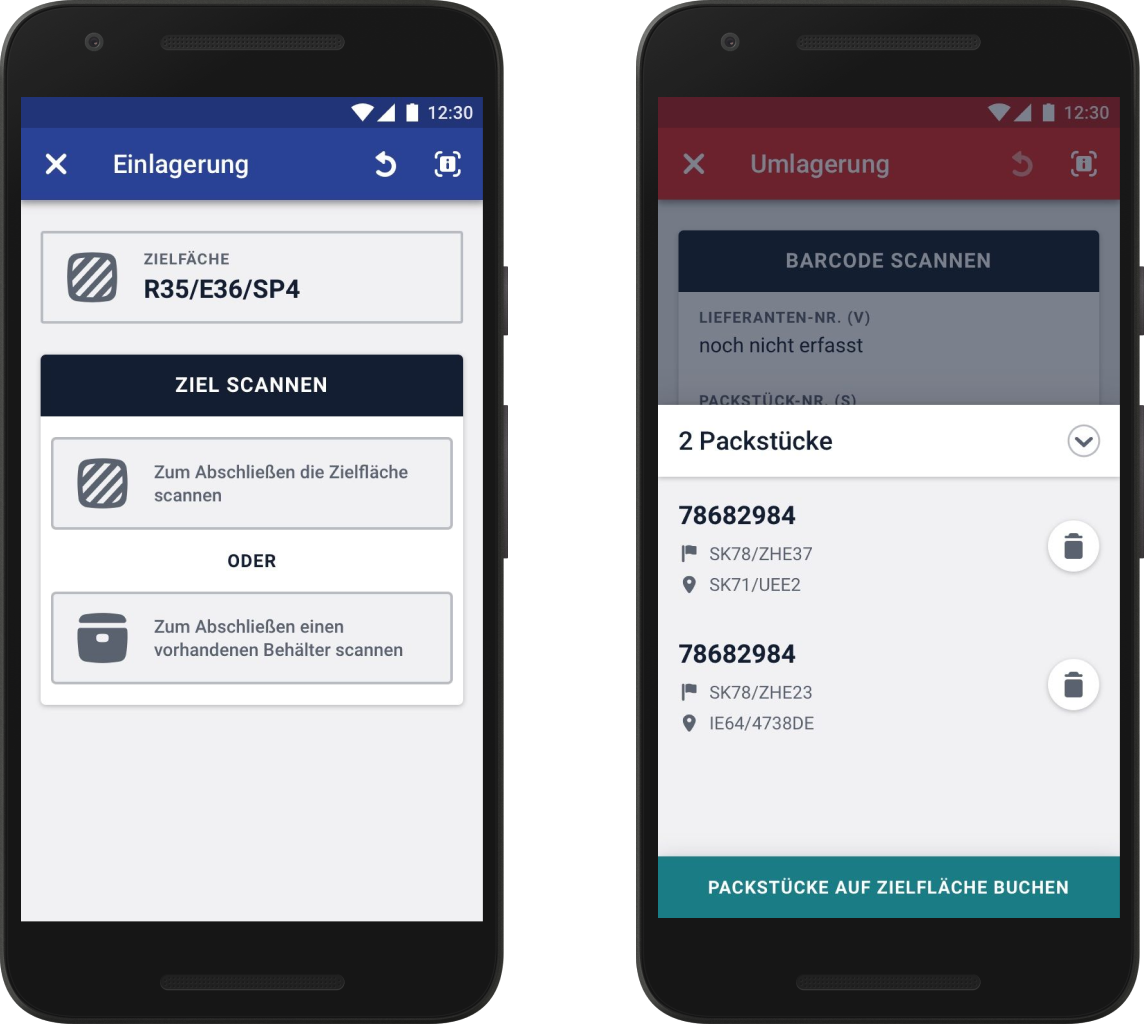 12:30
Einlagerung
ZIELFÄCHE
R35/E36/SP4
ZIEL SCANNEN
Zum Abschließen die Zielfläche
scannen
ODER
Zum Abschließen einen
vorhandenen Behälter scannen
12:30
Umlagerung
BARCODE SCANNEN
LIEFERANTEN-NR. (V)
noch nicht erfasst
PACKSTÜCK-NR. (S)
2 Packstücke
78682984
SK78/ZHE37
SK71/UEE2
78682984
SK78/ZHE23
IE64/4738DE
PACKSTÜCKE AUF ZIELFLÄCHE BUCHEN